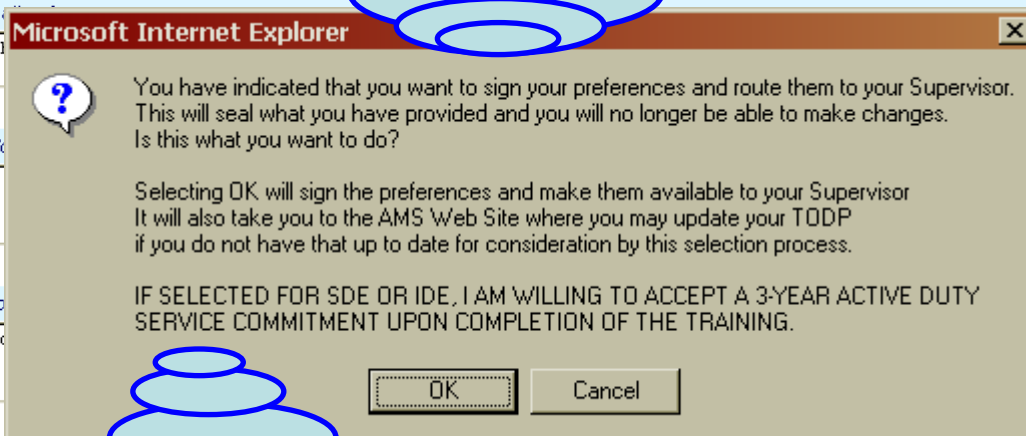 Microsoft Internet Explorer
You have indicated that you want to sign your preferences and route them to your Supervisor.
This will seal what you have provided and you will no longer be able to make changes.
Is this what you want to do?
Selecting OK will sign the preferences and make them available to your Supervisor
It will also take you to the AMS Web Site where you may update your TODP
if you do not have that up to date for consideration by this selection process.
IF SELECTED FOR SDE OR IDE, I AM WILLING TO ACCEPT A 3-YEAR ACTIVE DUTY
SERVICE COMMITMENT UPON COMPLETION OF THE TRAINING.
OK Cancel